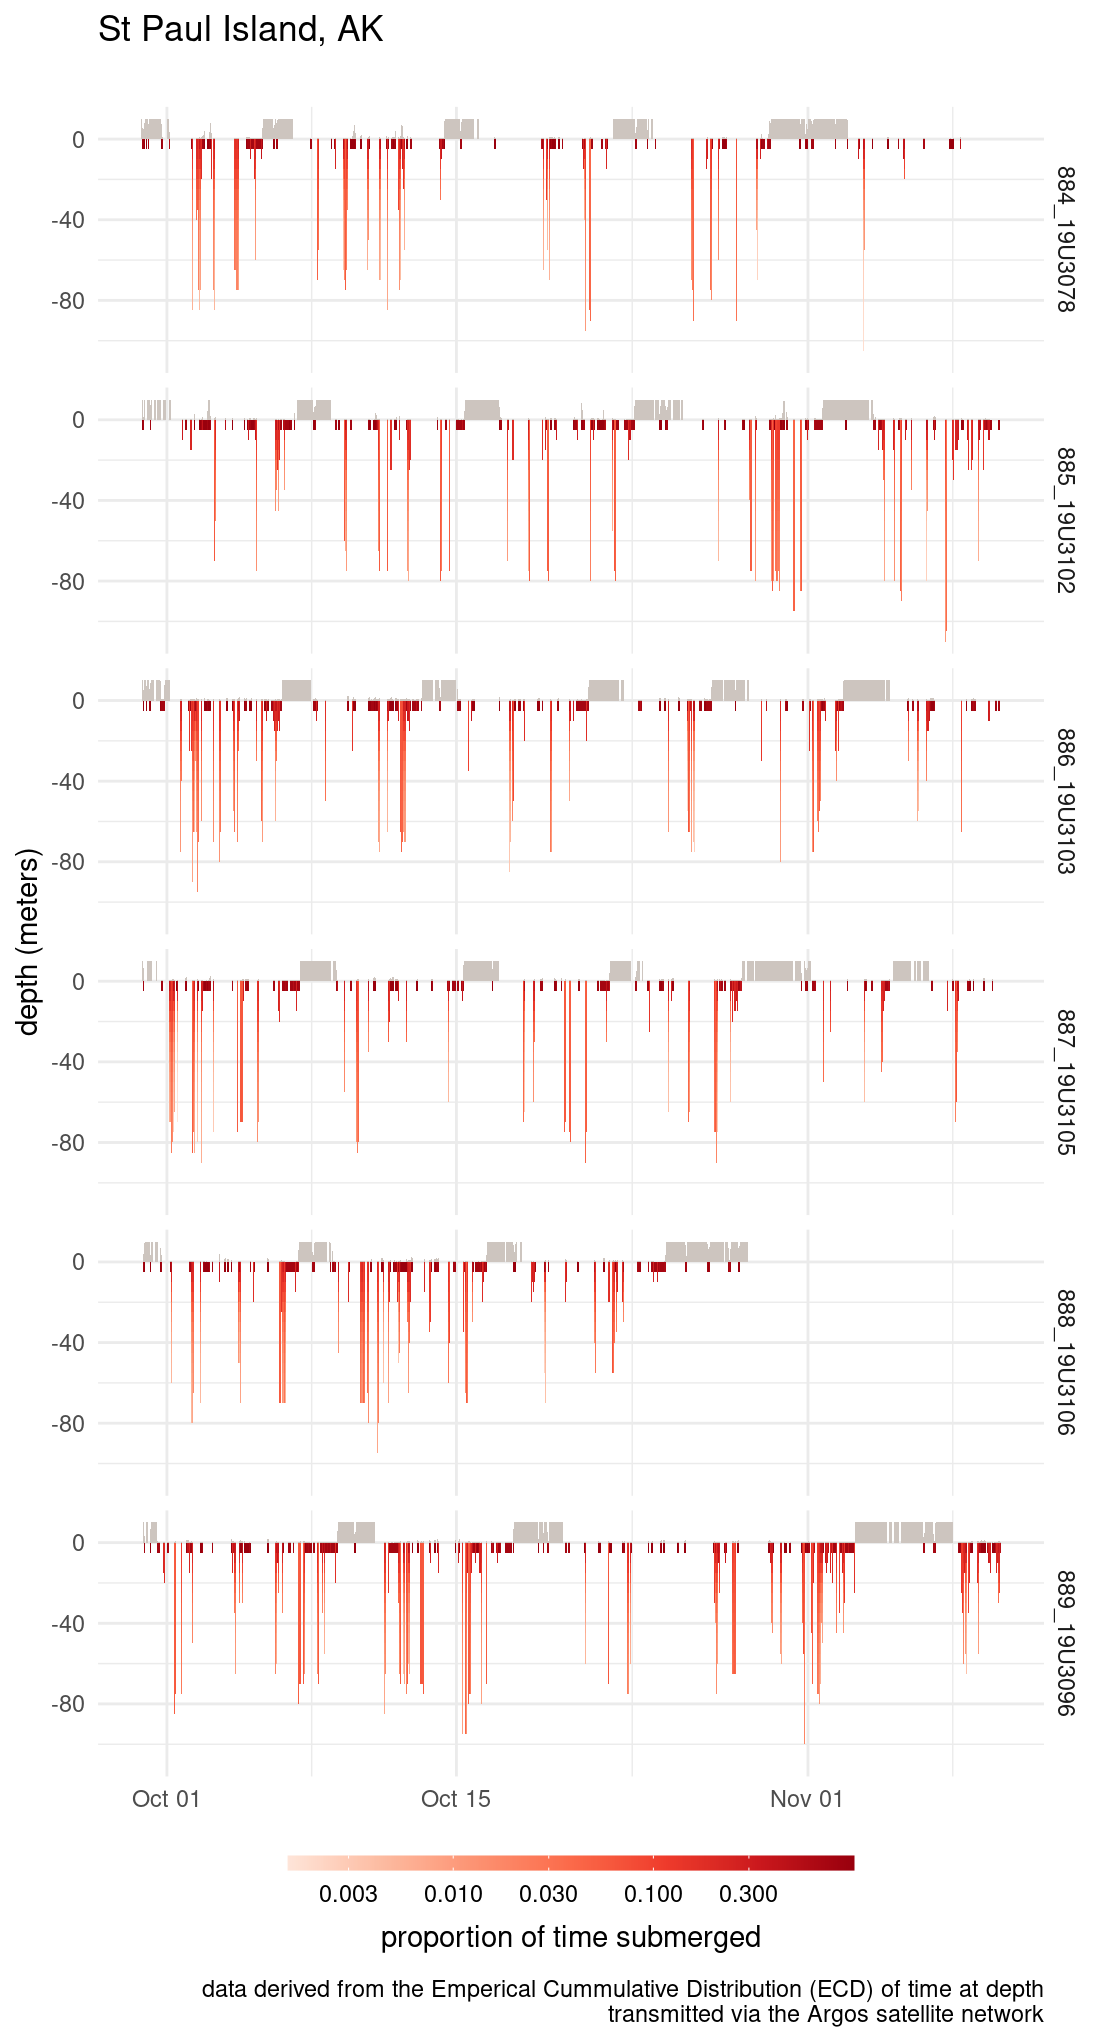 St Paul Island, AK
0
-40
-80
884_19U3078
0
-40
-80
885_19U3102
0
-40
-80
886_19U3103
depth (meters)
0
-40
-80
887_19U3105
0
-40
-80
888_19U3106
0
-40
-80
889_19U3096
Oct 01 Oct 15 Nov 01
0.003 0.010 0.030 0.100 0.300
proportion of time submerged
data derived from the Emperical Cummulative Distribution (ECD) of time at depth
transmitted via the Argos satellite network